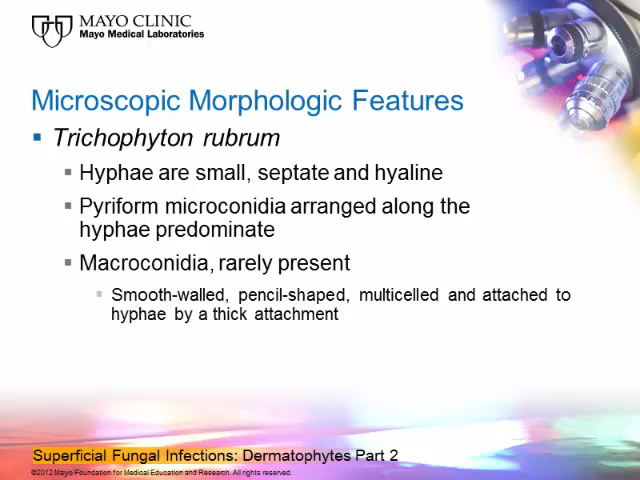 MAYO CLINIC
Mayo Medical Laboratories
Microscopic Morphologic Features
Trichophyton rubrum
Hyphae are small, septate and hyaline
Pyriform microconidia arranged along the
hyphae predominate
Macroconidia, rarely present
Smooth-walled, pencil-shaped, multicelled and attached to
hyphae by a thick attachment
Superficial Fungal Infections: Dermatophytes Part 2
©2012 Mayo Foundation for Medical Education and Research. All rights reserved.